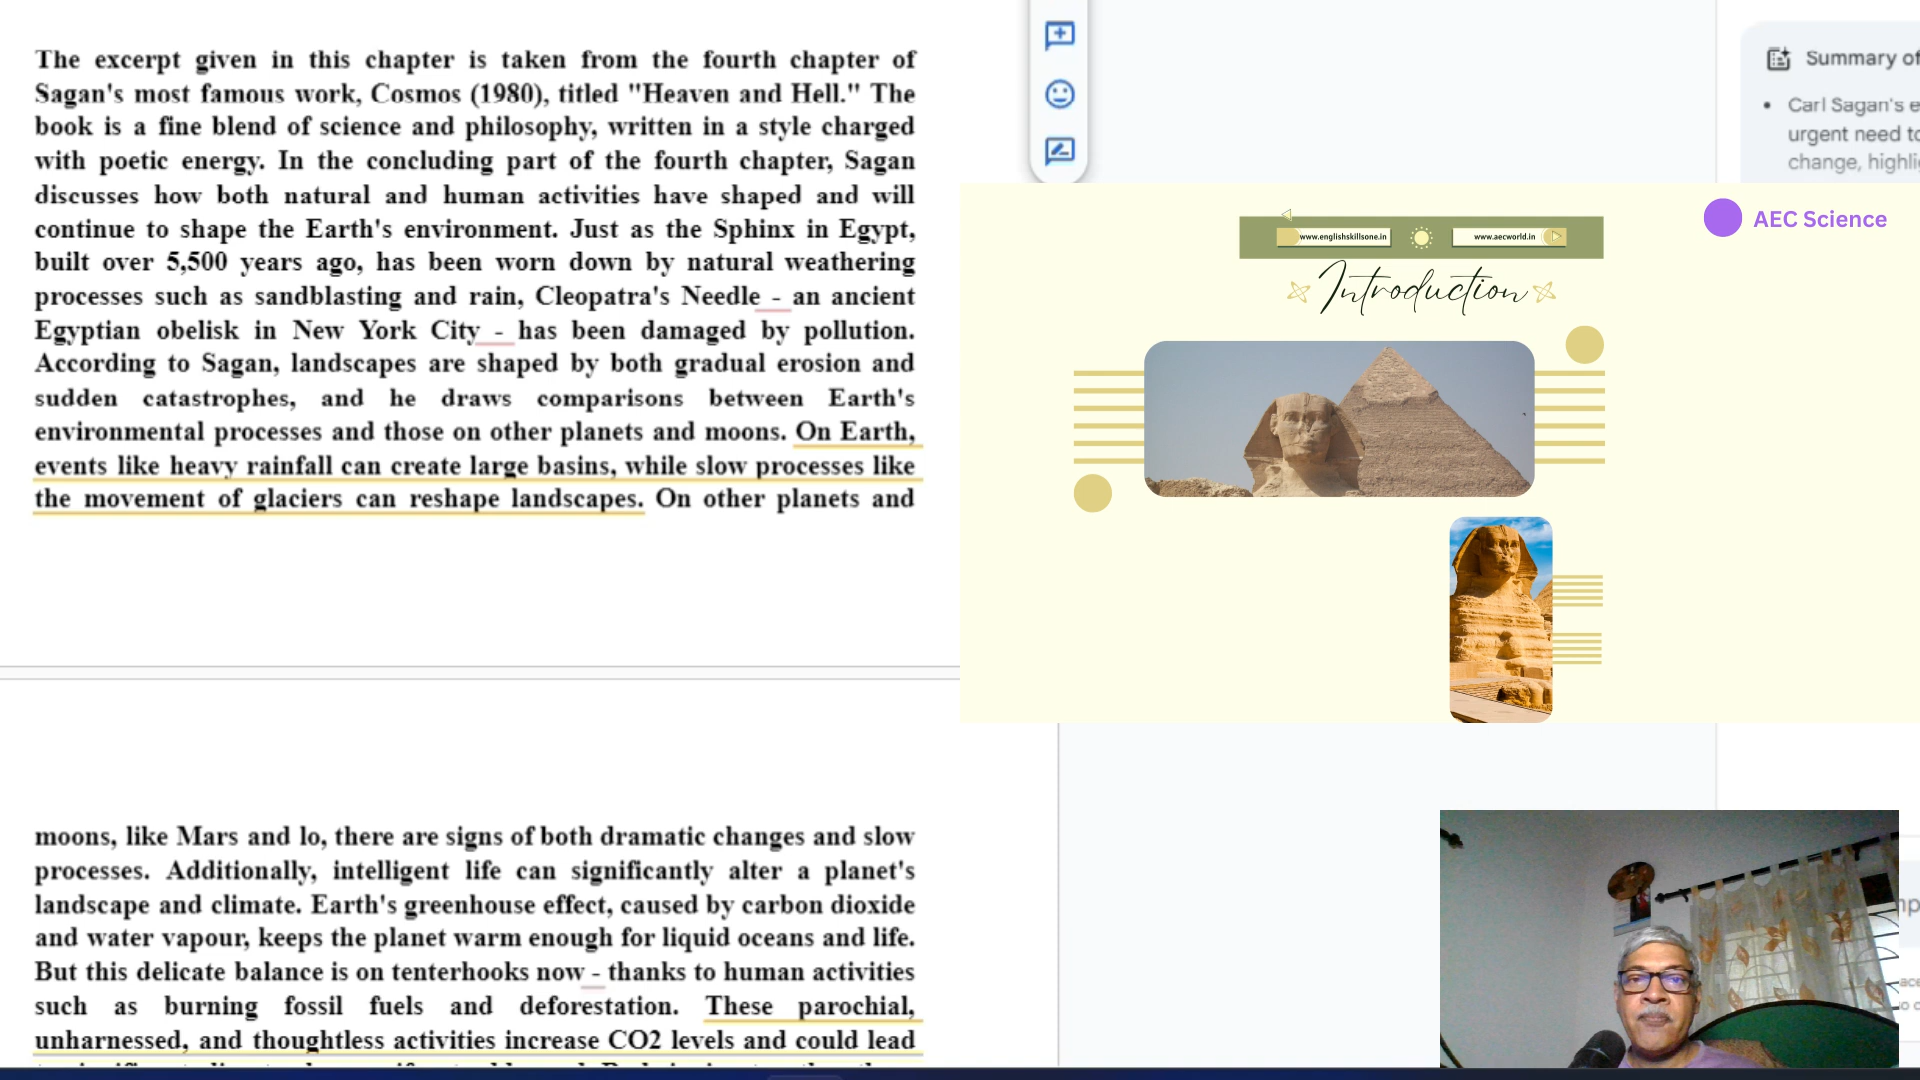 The excerpt given in this chapter is taken from the fourth chapter of
Sagan's most famous work, Cosmos (1980), titled "Heaven and Hell." The
book is a fine blend of science and philosophy, written in a style charged
with poetic energy. In the concluding part of the fourth chapter, Sagan
discusses how both natural and human activities have shaped and will
continue to shape the Earth's environment. Just as the Sphinx in Egypt,
built over 5,500 years ago, has been worn down by natural weathering
processes such as sandblasting and rain, Cleopatra's Needle - an ancient
Egyptian obelisk in New York City - has been damaged by pollution.
According to Sagan, landscapes are shaped by both gradual erosion and
sudden catastrophes, and he draws comparisons between Earth's
environmental processes and those on other planets and moons. On Earth,
events like heavy rainfall can create large basins, while slow processes like
the movement of glaciers can reshape landscapes. On other planets and
moons, like Mars and lo, there are signs of both dramatic changes and slow
processes. Additionally, intelligent life can significantly alter a planet's
landscape and climate. Earth's greenhouse effect, caused by carbon dioxide
and water vapour, keeps the planet warm enough for liquid oceans and life.
But this delicate balance is on tenterhooks now - thanks to human activities
such as burning fossil fuels and deforestation. These parochial,
unharnessed, and thoughtless activities increase CO2 levels and could lead
Summary of
Carl Sagan's e
urgent need to
change, highlig
AEC Science
www.englishskillsone.in
www.aecworld.in
Introduction